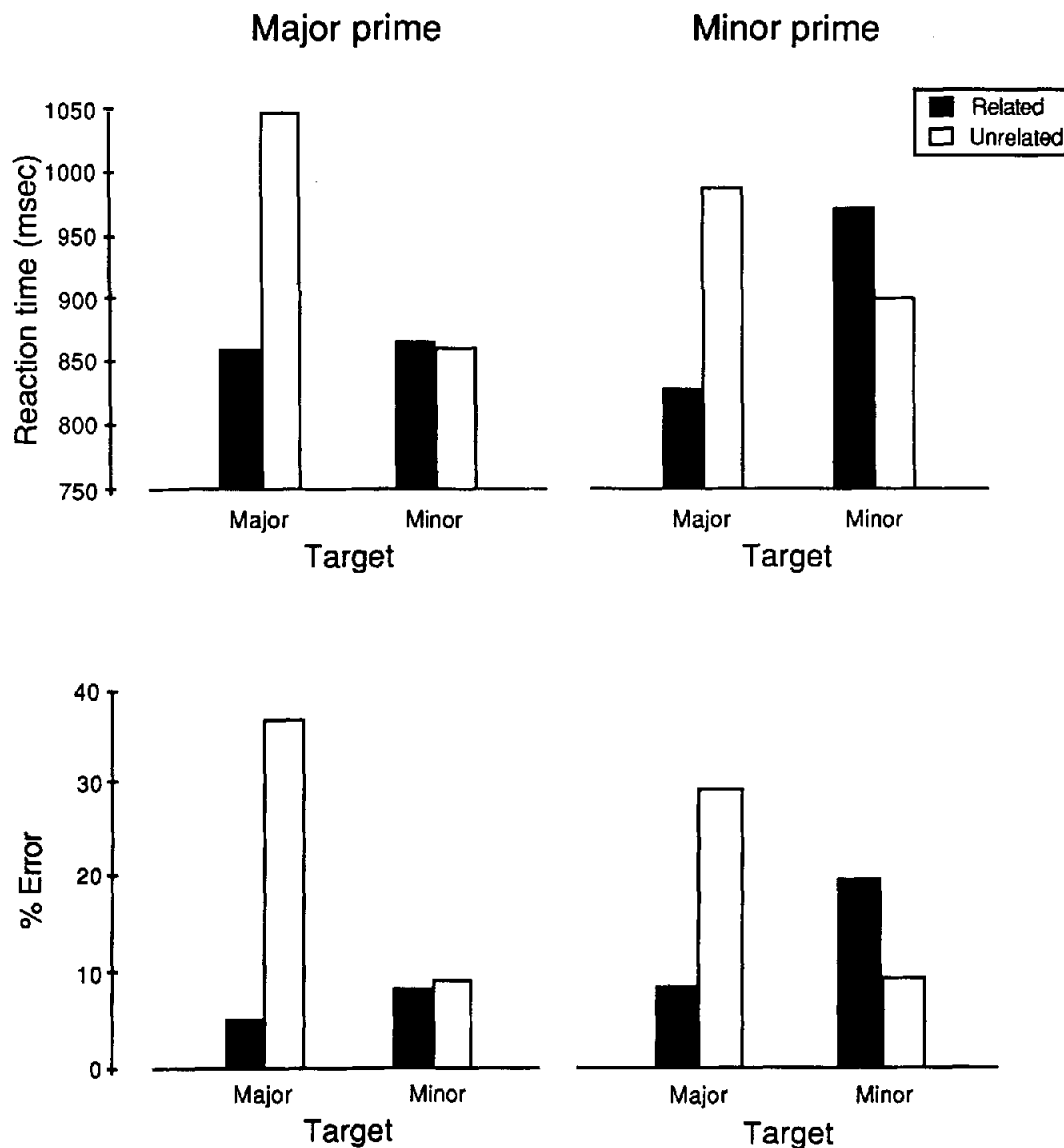 Major prime
Minor prime
Related
Unrelated
Reaction time (msec)
1050
1000
950
900
850
800
750
Major Minor
Target
Major Minor
Target
% Error
40
30
20
10
0
Major Minor
Target
Major Minor
Target